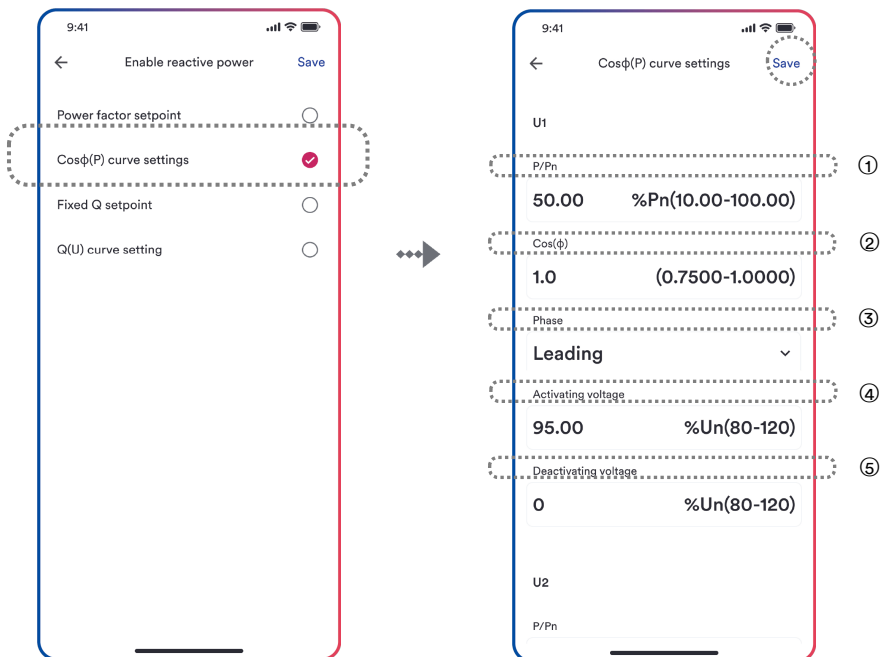 9:41
Enable reactive power
Save
Power factor setpoint
Cosϕ(P) curve settings
Fixed Q setpoint
Q(U) curve setting
9:41
Cosϕ(P) curve settings
Save
U1
P/Pn
①
50.00 %Pn(10.00-100.00)
Cos(ϕ)
②
1.0 (0.7500-1.0000)
Phase
③
Leading
Activating voltage
④
95.00 %Un(80-120)
Deactivating voltage
⑤
0 %Un(80-120)
U2
P/Pn